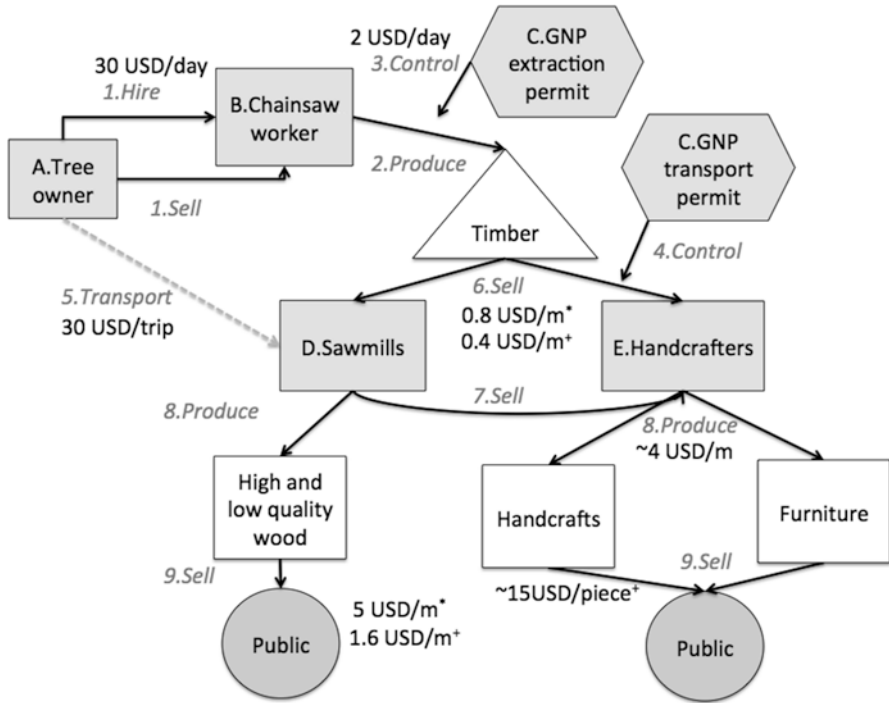 30 USD/day
1.Hire
2 USD/day
3.Control
C.GNP
extraction
permit
B.Chainsaw
worker
A.Tree
owner
1.Sell
2.Produce
C.GNP
transport
permit
Timber
4.Control
5.Transport
30 USD/trip
6.Sell
0.8 USD/m*
0.4 USD/m+
D.Sawmills
E.Handcrafters
7.Sell
8.Produce
8.Produce
~4 USD/m
High and
low quality
wood
Handcrafts
Furniture
9.Sell
9.Sell
~15USD/piece+
5 USD/m*
1.6 USD/m+
Public
Public